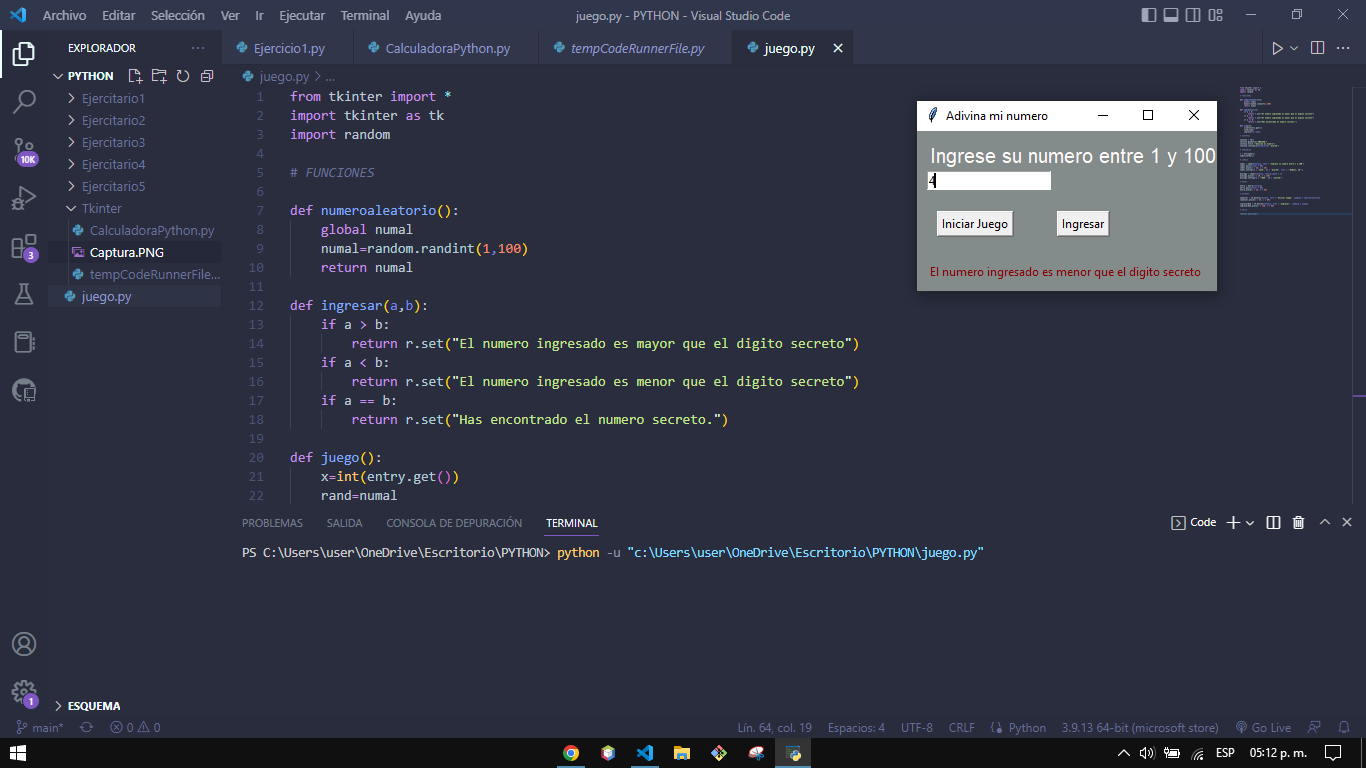 Archivo Editar Selección Ver Ir Ejecutar Terminal Ayuda juego.py - PYTHON - Visual Studio Code
EXPLORADOR
Ejercicio1.py CalculadoraPython.py tempCodeRunnerFile.py juego.py
PYTHON
juego.py > ...
Ejercitario1
Ejercitario2
Ejercitario3
Ejercitario4
Ejercitario5
Tkinter
CalculadoraPython.py
Captura.PNG
tempCodeRunnerFile...
juego.py
10K
3
1
1 from tkinter import *
2 import tkinter as tk
3 import random
4
5 # FUNCIONES
6
7 def numeroaleatorio():
8 global numal
9 numal=random.randint(1,100)
10 return numal
11
12 def ingresar(a,b):
13 if a > b:
14 return r.set("El numero ingresado es mayor que el digito secreto")
15 if a < b:
16 return r.set("El numero ingresado es menor que el digito secreto")
17 if a == b:
18 return r.set("Has encontrado el numero secreto.")
19
20 def juego():
21 x=int(entry.get())
22 rand=numal
Adivina mi numero
Ingrese su numero entre 1 y 100
4
Iniciar Juego Ingresar
El numero ingresado es menor que el digito secreto
PROBLEMAS SALIDA CONSOLA DE DEPURACIÓN TERMINAL Code
PS C:\Users\user\OneDrive\Escritorio\PYTHON> python -u "c:\Users\user\OneDrive\Escritorio\PYTHON\juego.py"
ESQUEMA
main* 0 0 Lín. 64, col. 19 Espacios: 4 UTF-8 CRLF Python 3.9.13 64-bit (microsoft store) Go Live
ESP 05:12 p. m.